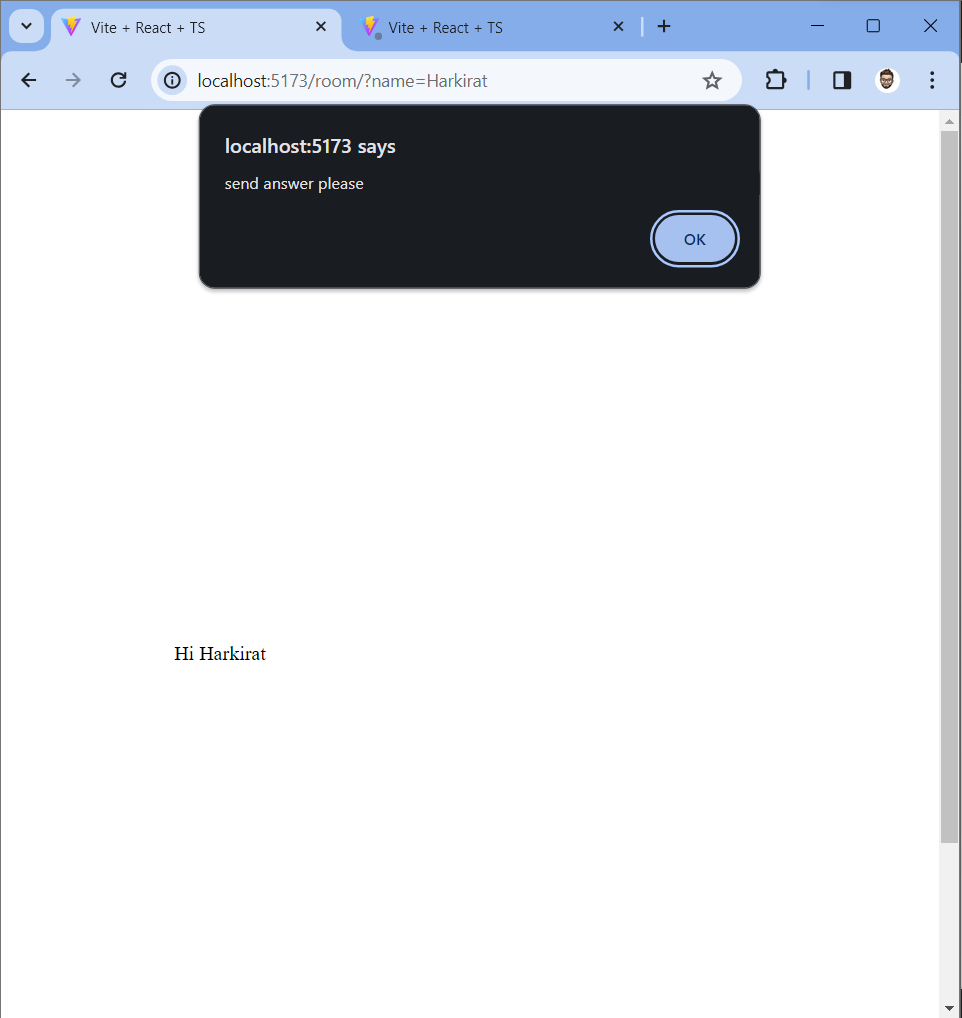 Vite + React + TS
Vite + React + TS
localhost:5173/room/?name=Harkirat
localhost:5173 says
send answer please
OK
Hi Harkirat